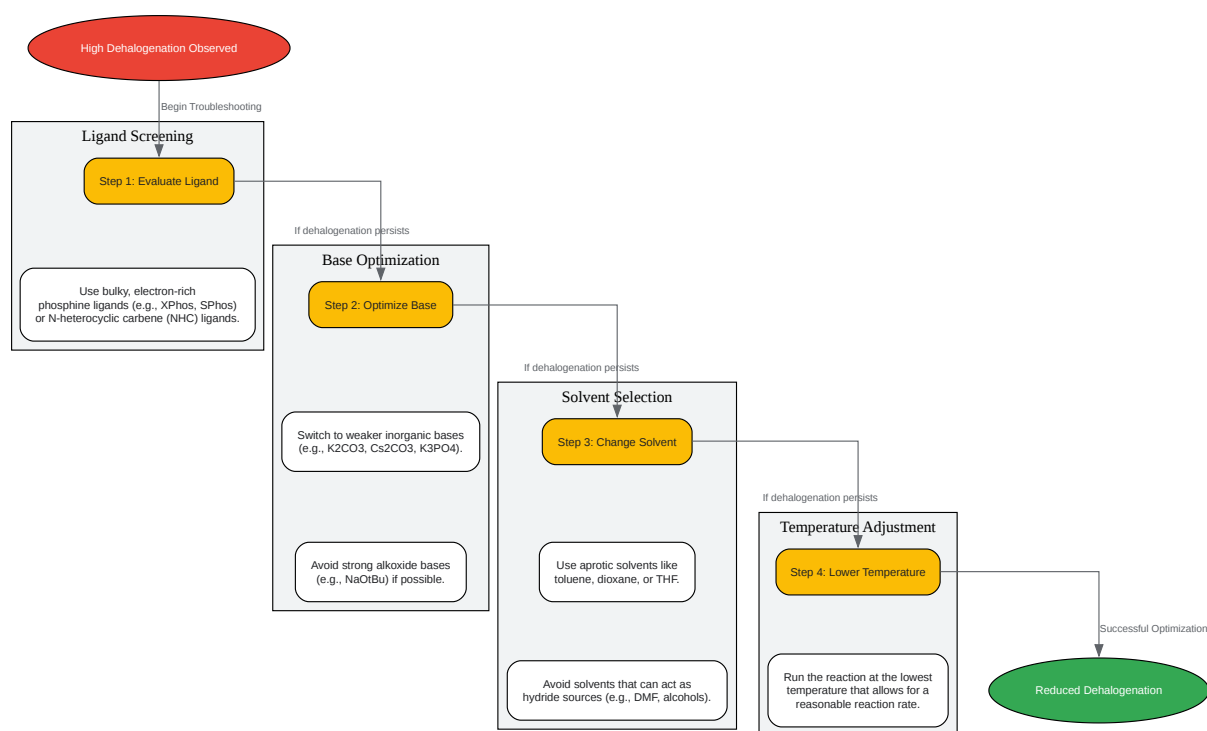 High Dehalogenation Observed
Begin Troubleshooting
Ligand Screening
Step 1: Evaluate Ligand
Use bulky, electron-rich
phosphine ligands (e.g., XPhos, SPhos)
or N-heterocyclic carbene (NHC) ligands.
If dehalogenation persists
Base Optimization
Step 2: Optimize Base
Switch to weaker inorganic bases
(e.g., K2CO3, Cs2CO3, K3PO4).
Avoid strong alkoxide bases
(e.g., NaOtBu) if possible.
If dehalogenation persists
Solvent Selection
Step 3: Change Solvent
Use aprotic solvents like
toluene, dioxane, or THF.
Avoid solvents that can act as
hydride sources (e.g., DMF, alcohols).
If dehalogenation persists
Temperature Adjustment
Step 4: Lower Temperature
Run the reaction at the lowest
temperature that allows for a
reasonable reaction rate.
Successful Optimization
Reduced Dehalogenation